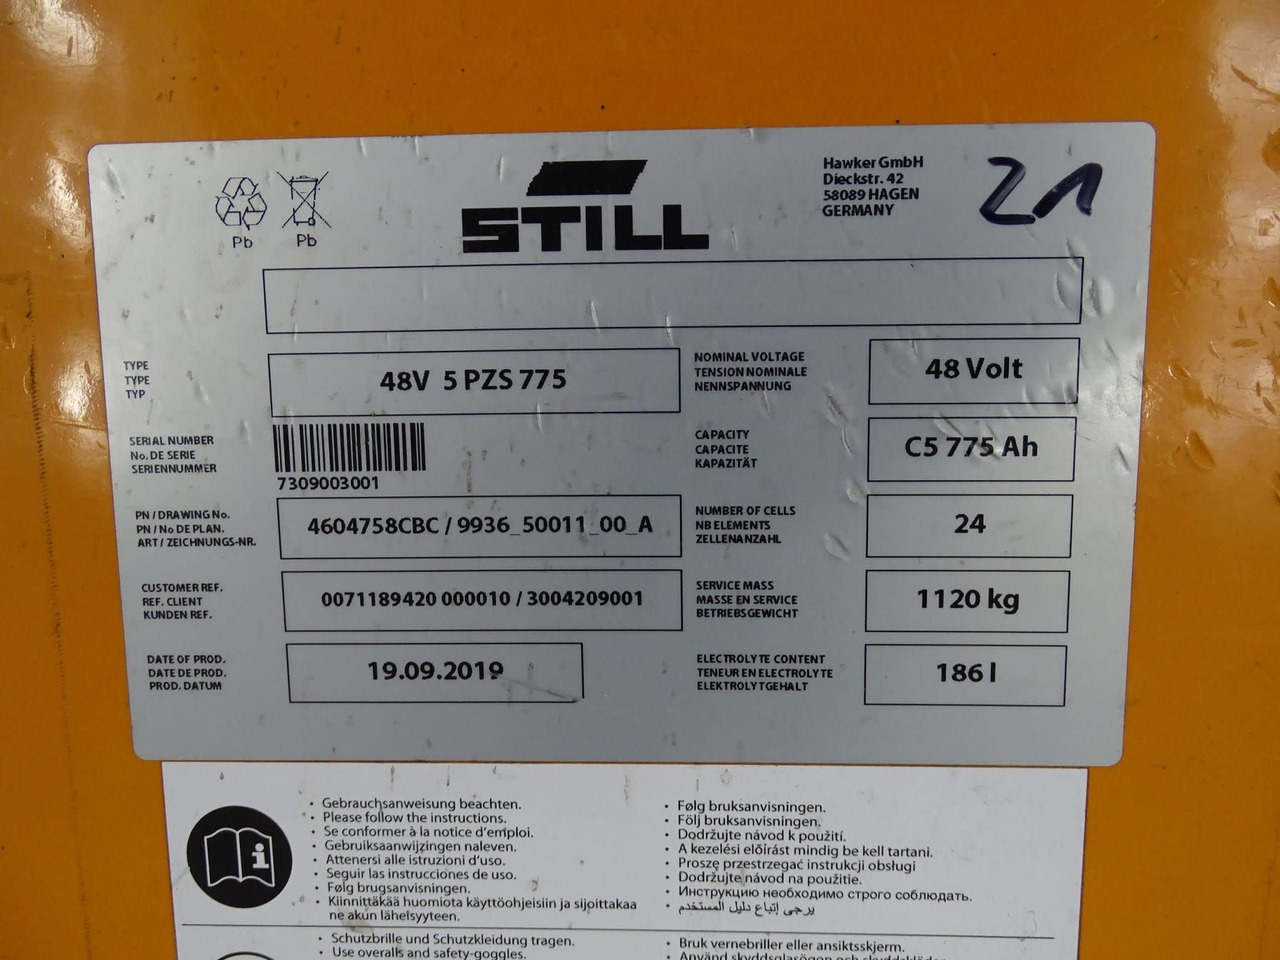 Pb
Pb
STILL
Hawker GmbH
Dieckstr. 42
58089 HAGEN
GERMANY
21
TYPE
TYPE
TYP
48V 5 PZS 775
NOMINAL VOLTAGE
TENSION NOMINALE
NENNSPANNUNG
48 Volt
SERIAL NUMBER
No. DE SERIE
SERIENNUMMER
7309003001
CAPACITY
CAPACITE
KAPAZITÄT
C5 775 Ah
PN / DRAWING No.
PN / No DE PLAN.
ART / ZEICHNUNGS-NR.
4604758CBC / 9936_50011_00_A
NUMBER OF CELLS
NB ELEMENTS
ZELLENANZAHL
24
CUSTOMER REF.
REF. CLIENT
KUNDEN REF.
0071189420 000010 / 3004209001
SERVICE MASS
MASSE EN SERVICE
BETRIEBSGEWICHT
1120 kg
DATE OF PROD.
DATE DE PROD.
PROD. DATUM
19.09.2019
ELECTROLYTE CONTENT
TENEUR EN ELECTROLYTE
ELEKTROLYTGEHALT
186 l
• Gebrauchsanweisung beachten.
• Please follow the instructions.
• Se conformer à la notice d'emploi.
• Gebruiksaanwijzingen naleven.
• Attenersi alle istruzioni d'uso.
• Seguir las instrucciones de uso.
• Følg brugsanvisningen.
• Kiinnittäkää huomiota käyttöohjeisiin ja sijoittakaa
ne akun läheisyyteen.
• Følg bruksanvisningen.
• Följ bruksanvisningen.
• Dodržujte návod k použití.
• A kezelési előírást mindig be kell tartani.
• Proszę przestrzegać instrukcji obsługi
• Dodržujte návod na použitie.
• Инструкцию необходимо строго соблюдать.
• يرجى إتباع دليل المستخدم
• Schutzbrille und Schutzkleidung tragen.
• Use overalls and safety-goggles.
• Bruk vernebriller eller ansiktsskjerm.
• Använd skyddsglasögon och skyddskläder.